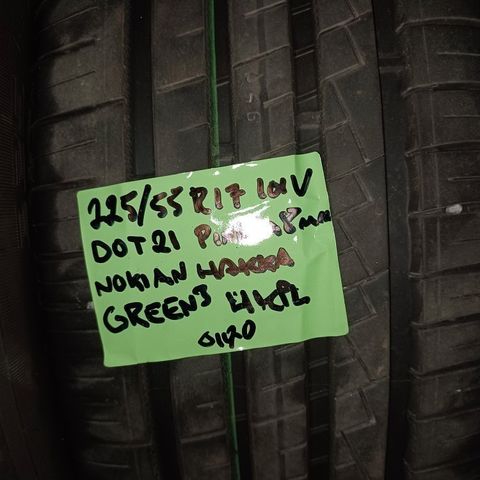 225/55 R17 101V
DOT21 8mm
NOKIAN HAKKA
GREEN3 4KPL
0120